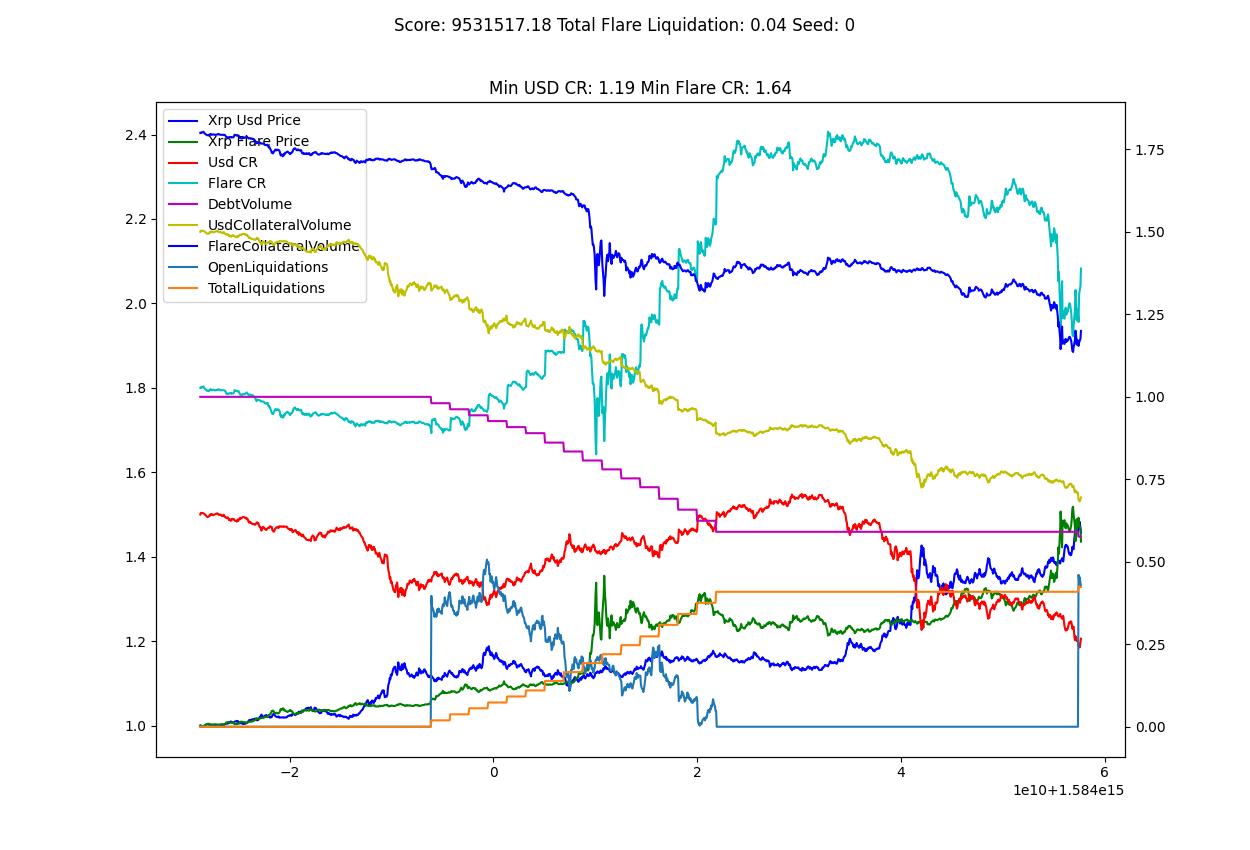 Score: 9531517.18 Total Flare Liquidation: 0.04 Seed: 0
Min USD CR: 1.19 Min Flare CR: 1.64
Xrp Usd Price
Xrp Flare Price
Usd CR
Flare CR
DebtVolume
UsdCollateralVolume
FlareCollateralVolume
OpenLiquidations
TotalLiquidations
2.4
2.2
2.0
1.8
1.6
1.4
1.2
1.0
1.75
1.50
1.25
1.00
0.75
0.50
0.25
0.00
−2 0 2 4 6
1e10+1.584e15